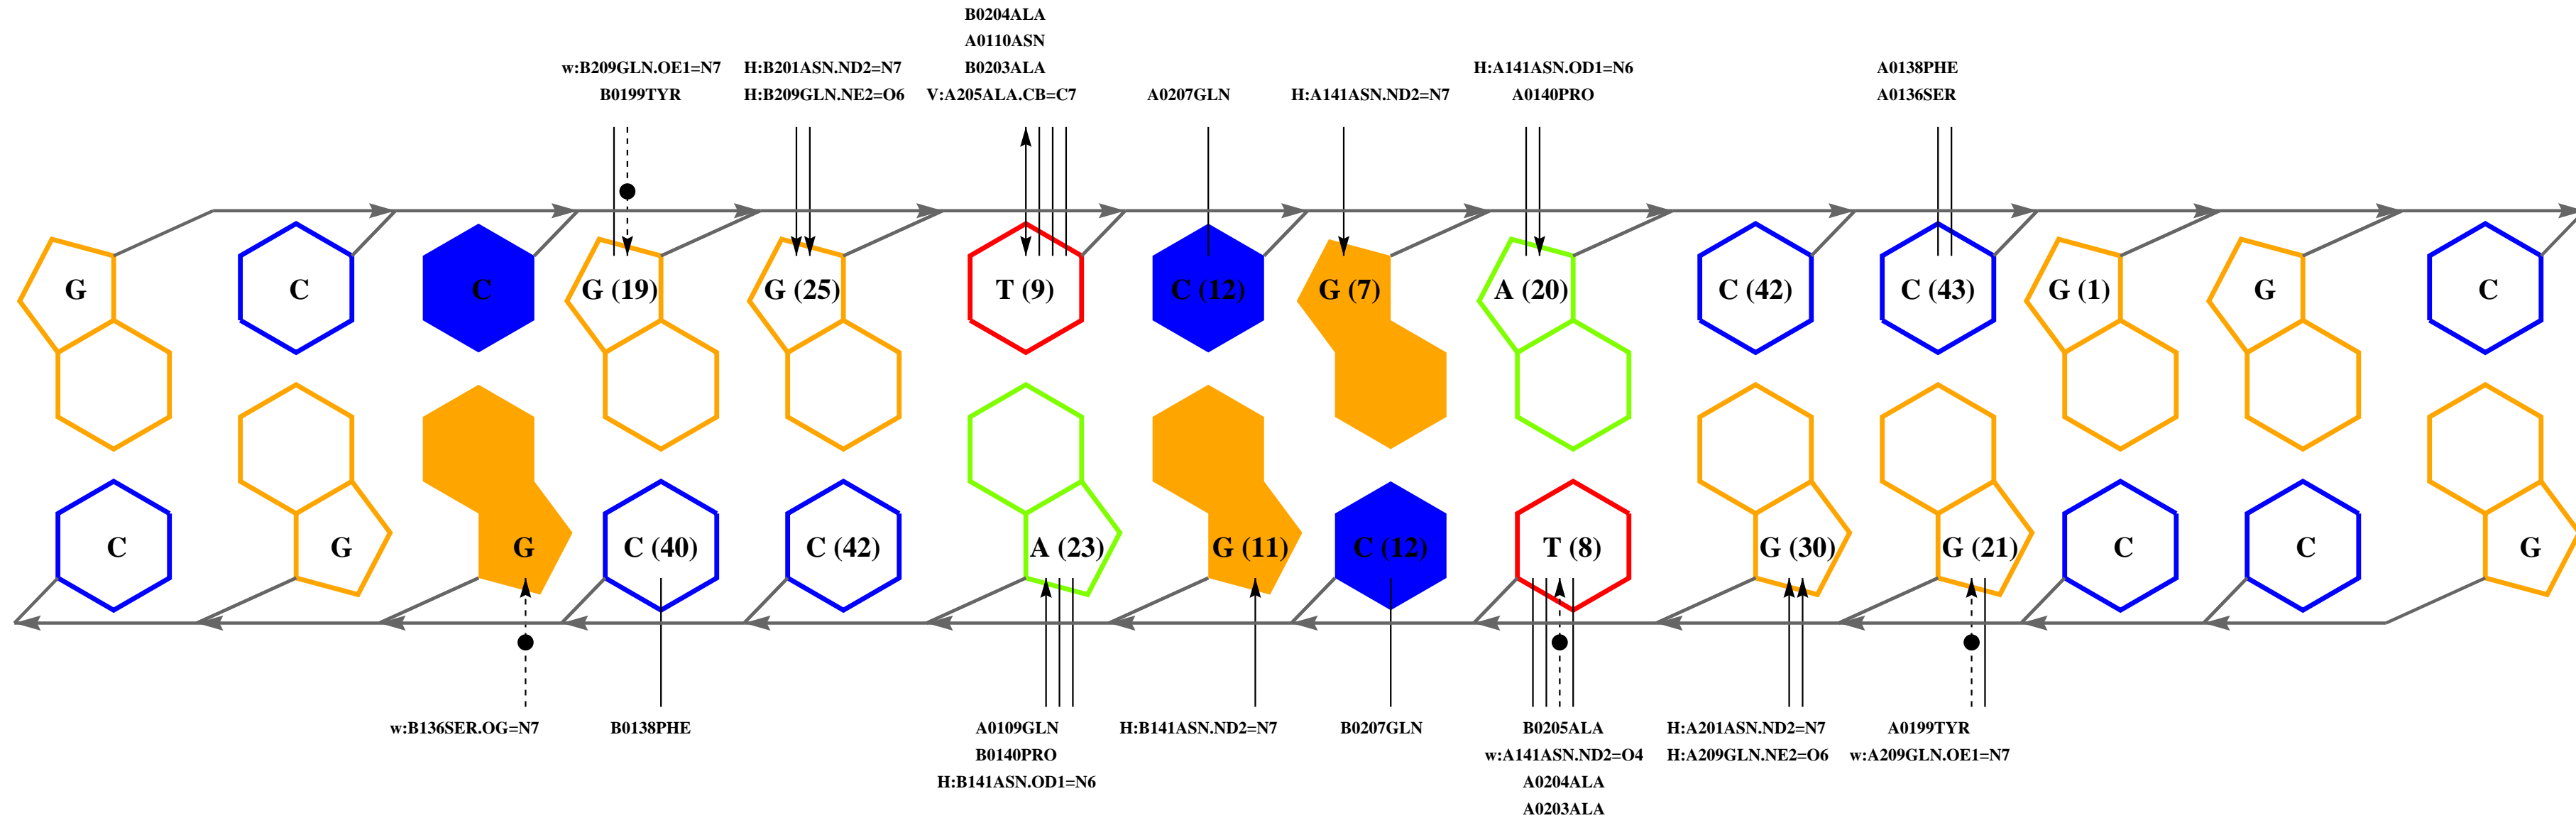 B0204ALA
A0110ASN
w:B209GLN.OE1=N7 H:B201ASN.ND2=N7 B0203ALA H:A141ASN.OD1=N6 A0138PHE
B0199TYR H:B209GLN.NE2=O6 V:A205ALA.CB=C7 A0207GLN H:A141ASN.ND2=N7 A0140PRO A0136SER
G C C G (19) G (25) T (9) C (12) G (7) A (20) C (42) C (43) G (1) G C
C G G C (40) C (42) A (23) G (11) C (12) T (8) G (30) G (21) C C G
w:B136SER.OG=N7 B0138PHE A0109GLN H:B141ASN.ND2=N7 B0207GLN B0205ALA H:A201ASN.ND2=N7 A0199TYR
B0140PRO w:A141ASN.ND2=O4 H:A209GLN.NE2=O6 w:A209GLN.OE1=N7
H:B141ASN.OD1=N6 A0204ALA
A0203ALA